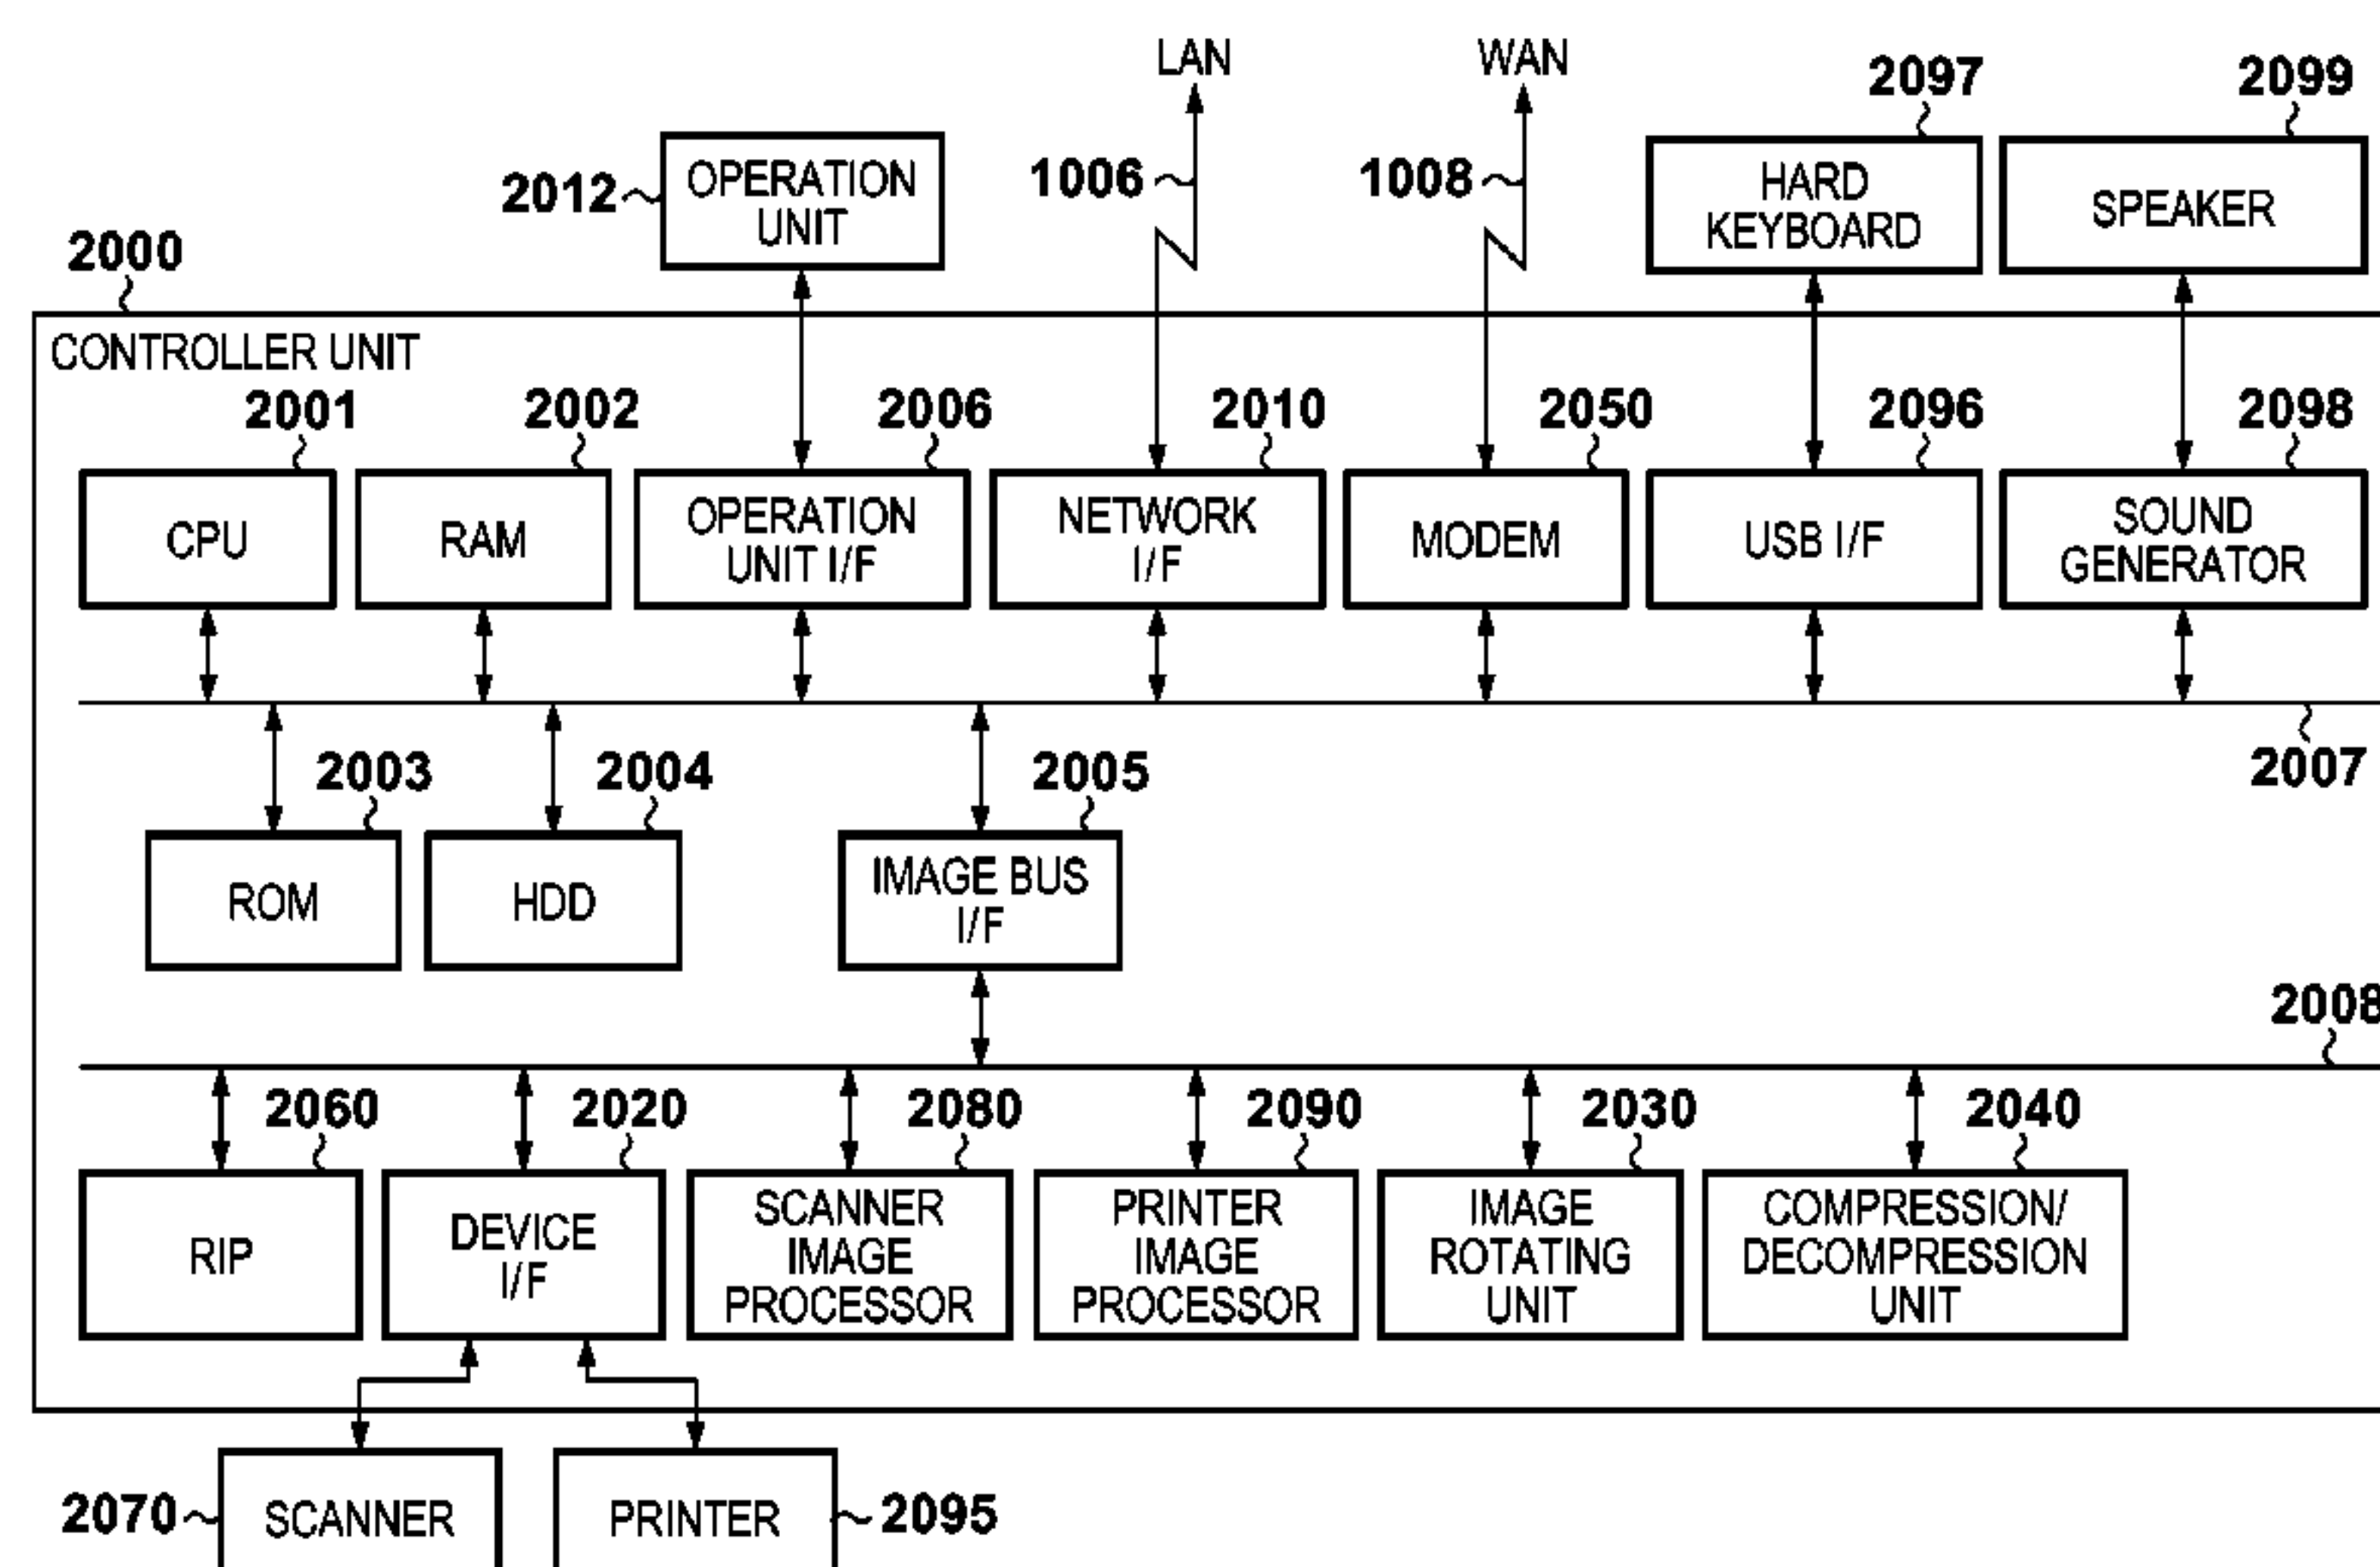 LAN
WAN
2097
2099
2012
OPERATION
UNIT
1006
1008
HARD
KEYBOARD
SPEAKER
2000
CONTROLLER UNIT
2001
2002
2006
2010
2050
2096
2098
CPU
RAM
OPERATION
UNIT I/F
NETWORK
I/F
MODEM
USB I/F
SOUND
GENERATOR
2007
2003
2004
2005
ROM
HDD
IMAGE BUS
I/F
2008
2060
2020
2080
2090
2030
2040
RIP
DEVICE
I/F
SCANNER
IMAGE
PROCESSOR
PRINTER
IMAGE
PROCESSOR
IMAGE
ROTATING
UNIT
COMPRESSION/
DECOMPRESSION
UNIT
2070
SCANNER
PRINTER
2095